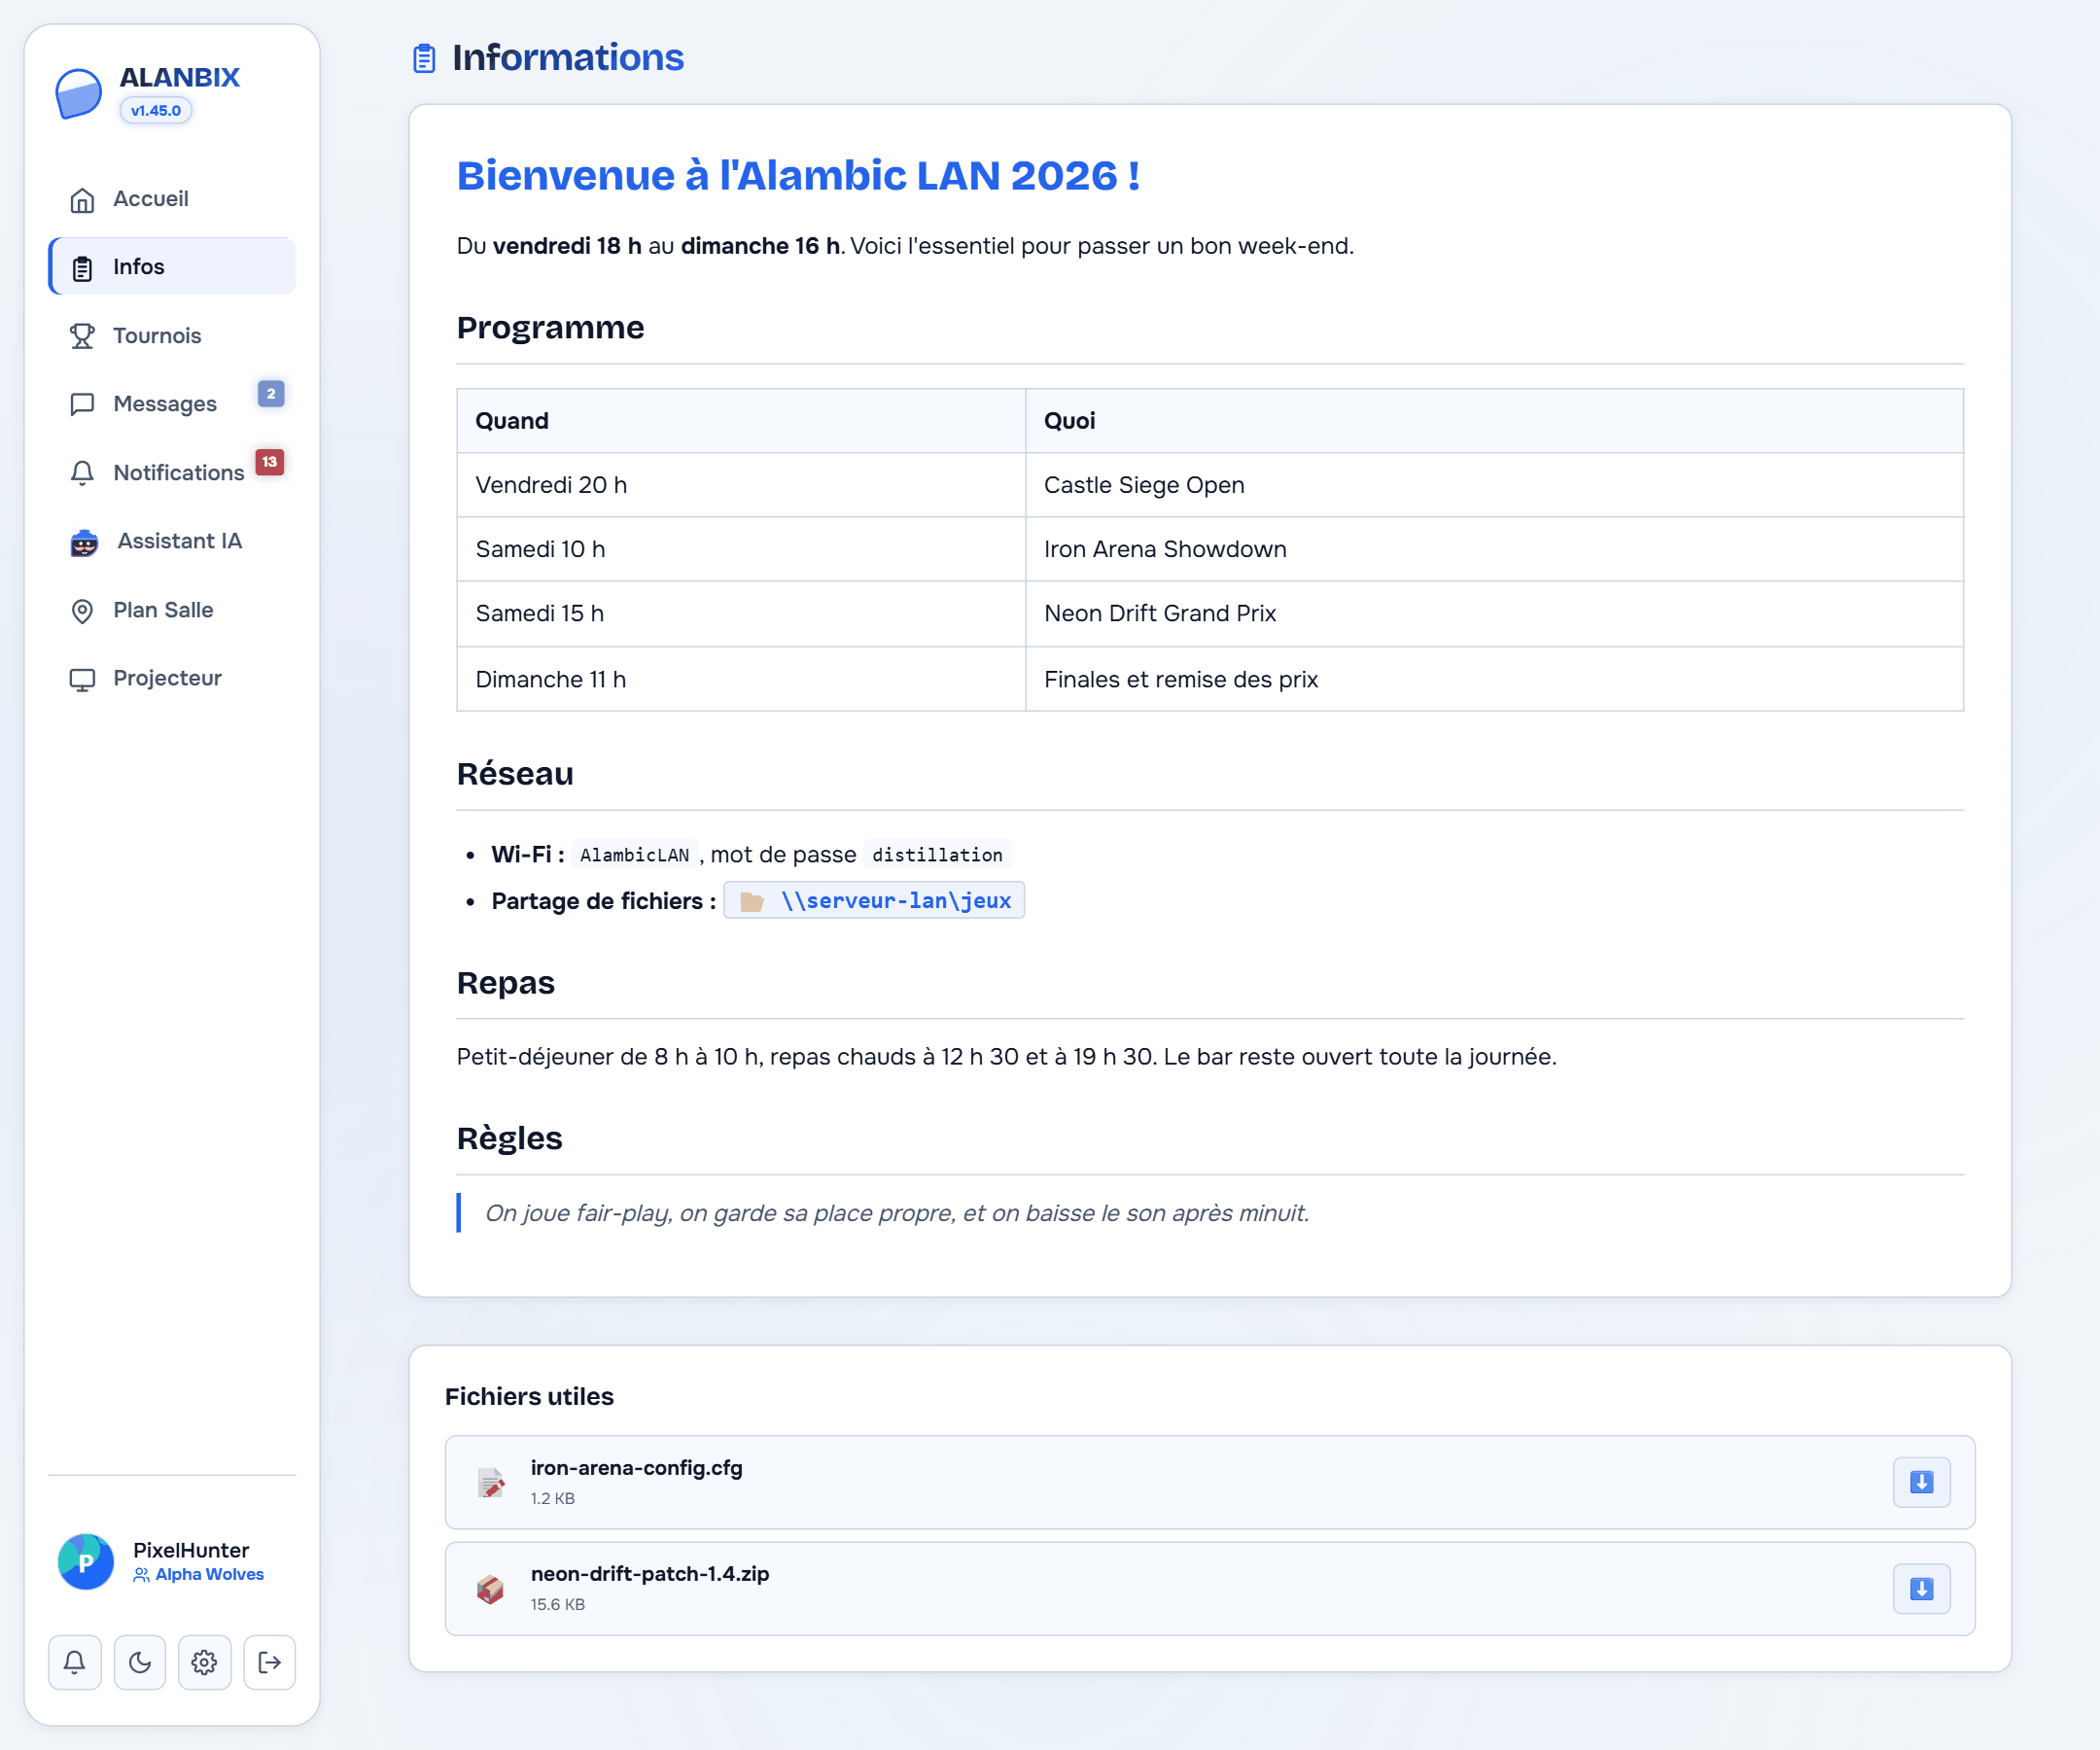 ALANBIX
v1.45.0
Accueil
Infos
Tournois
Messages 2
Notifications 13
Assistant IA
Plan Salle
Projecteur
PixelHunter
Alpha Wolves
Informations
Bienvenue à l'Alambic LAN 2026 !
Du vendredi 18 h au dimanche 16 h. Voici l'essentiel pour passer un bon week-end.
Programme
Quand Quoi
Vendredi 20 h Castle Siege Open
Samedi 10 h Iron Arena Showdown
Samedi 15 h Neon Drift Grand Prix
Dimanche 11 h Finales et remise des prix
Réseau
• Wi-Fi : AlambicLAN, mot de passe distillation
• Partage de fichiers : \\serveur-lan\jeux
Repas
Petit-déjeuner de 8 h à 10 h, repas chauds à 12 h 30 et à 19 h 30. Le bar reste ouvert toute la journée.
Règles
On joue fair-play, on garde sa place propre, et on baisse le son après minuit.
Fichiers utiles
iron-arena-config.cfg
1.2 KB
neon-drift-patch-1.4.zip
15.6 KB
P